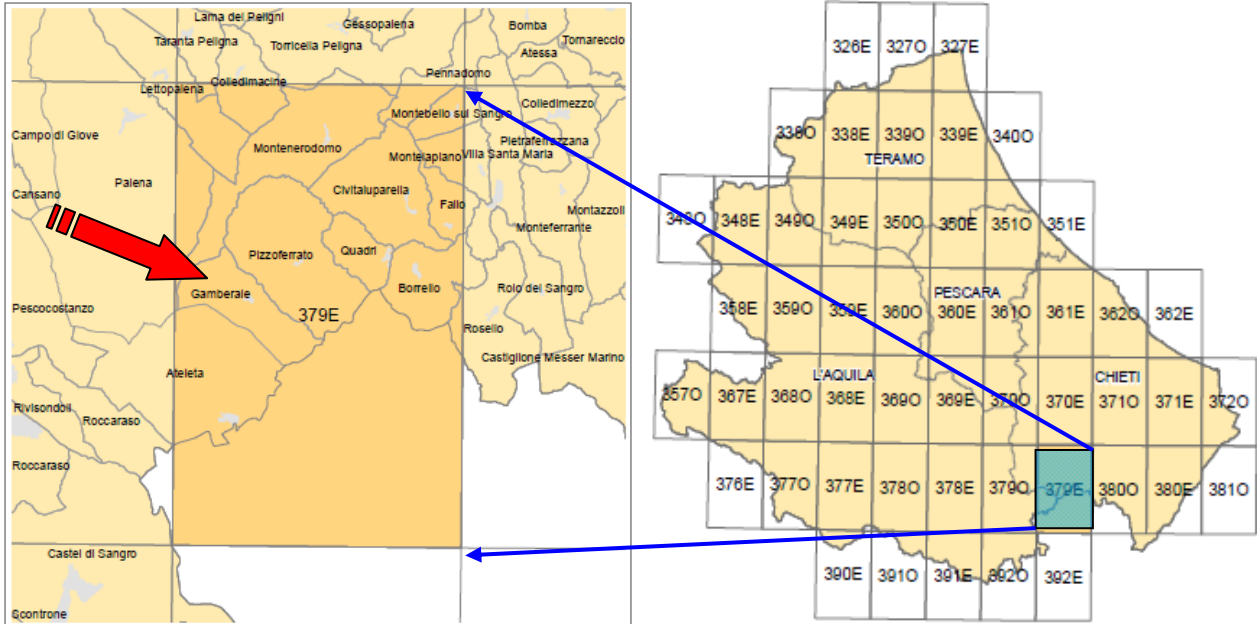 Lama dei Peligni
Gessopalena
Bomba
Taranta Peligna
Torricella Peligna
Tornareccio
Atessa
Pennadomo
Lettopalena
Colledimacine
Colledimezzo
Montebello sul Sangro
Campo di Giove
Montenerodomo
Pietraferrazzana
Montelapiano
Villa Santa Maria
Palena
Cansano
Civitaluparella
Fallo
Montazzoli
Monteferrante
Pizzoferrato
Quadri
Gamberale
Borrello
Roio del Sangro
Pescocostanzo
379E
Rosello
Castiglione Messer Marino
Ateleta
Rivisondoli
Roccaraso
Roccaraso
Castel di Sangro
Scontrone
326E 327O 327E
338O 338E 339O 339E 340O
TERAMO
348O 348E 349O 349E 350O 350E 351O 351E
PESCARA
358E 359O 359E 360O 360E 361O 361E 362O 362E
L'AQUILA
CHIETI
357O 367E 368O 368E 369O 369E 370O 370E 371O 371E 372O
376E 377O 377E 378O 378E 379O 379E 380O 380E 381O
390E 391O 391E 392O 392E